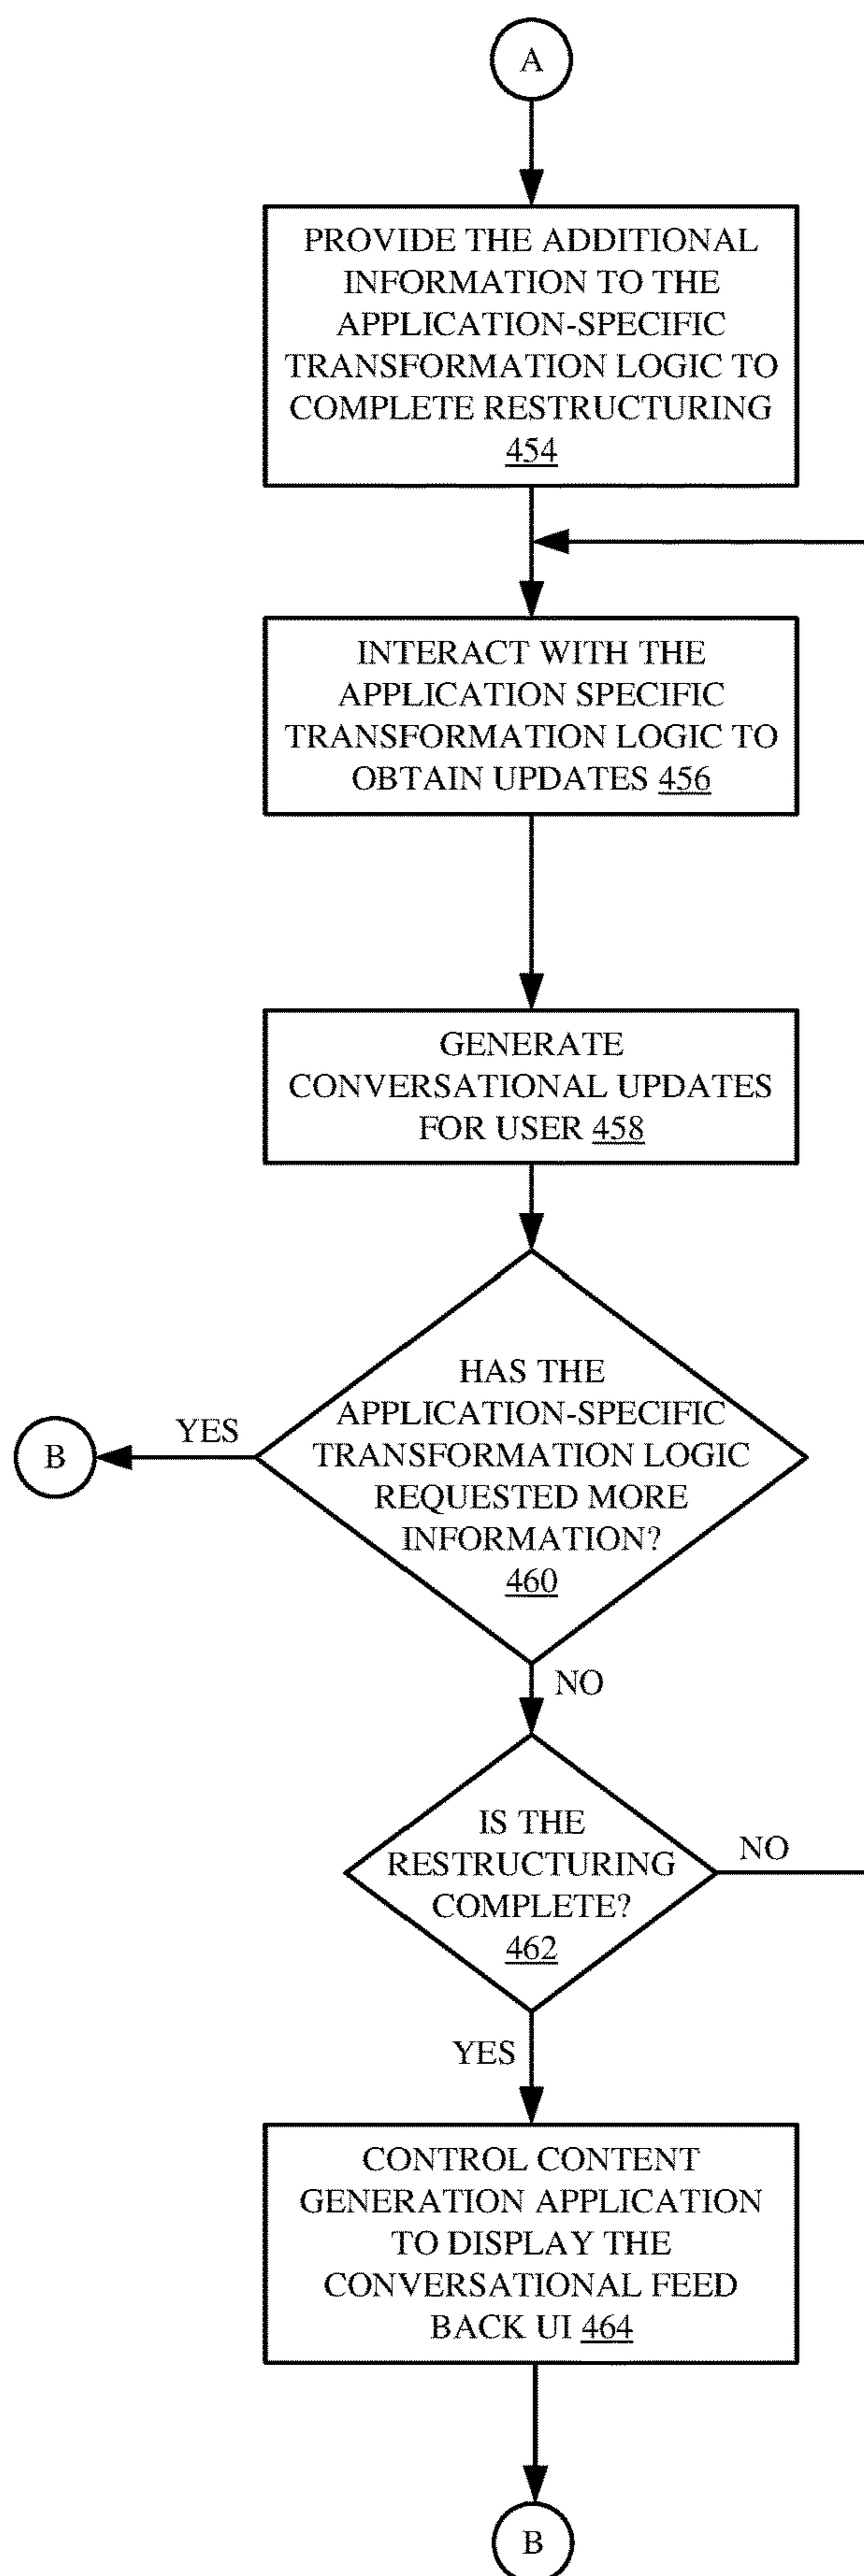 A
PROVIDE THE ADDITIONAL
INFORMATION TO THE
APPLICATION-SPECIFIC
TRANSFORMATION LOGIC TO
COMPLETE RESTRUCTURING
454
INTERACT WITH THE
APPLICATION SPECIFIC
TRANSFORMATION LOGIC TO
OBTAIN UPDATES 456
GENERATE
CONVERSATIONAL UPDATES
FOR USER 458
HAS THE
APPLICATION-SPECIFIC
TRANSFORMATION LOGIC
REQUESTED MORE
INFORMATION?
460
YES
B
NO
IS THE
RESTRUCTURING
COMPLETE?
462
NO
YES
CONTROL CONTENT
GENERATION APPLICATION
TO DISPLAY THE
CONVERSATIONAL FEED
BACK UI 464
B